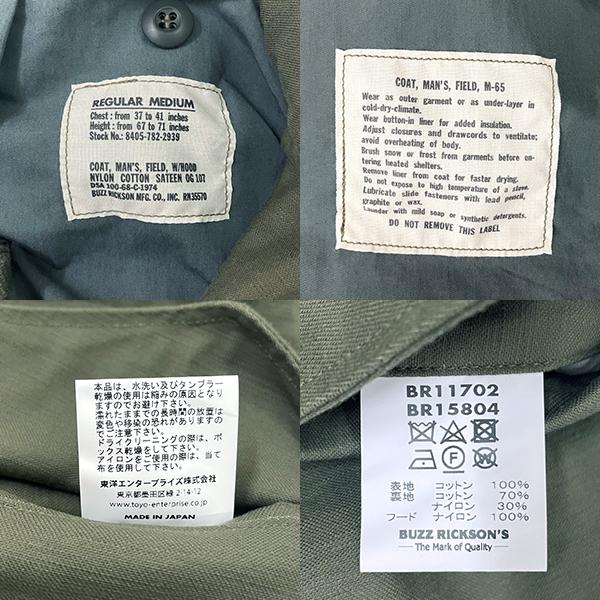 REGULAR MEDIUM
Chest : from 37 to 41 inches
Height : from 67 to 71 inches
Stock No.: 8405-782-2939
COAT, MAN'S, FIELD, W/HOOD
NYLON COTTON SATEEN OG 107
DSA 100-68-C-1974
BUZZ RICKSON MFG. CO., INC. RN35570
COAT, MAN'S, FIELD, M-65
Wear as outer garment or as under-layer in
cold-dry-climate.
Wear button-in liner for added insulation.
Adjust closures and drawcords to ventilate;
avoid overheating of body.
Brush snow or frost from garments before en-
tering heated shelters.
Remove liner from coat for faster drying.
Do not expose to high temperature of a stove.
Lubricate slide fasteners with lead pencil,
graphite or wax.
Launder with mild soap or synthetic detergents.
DO NOT REMOVE THIS LABEL
本品は、水洗い及びタンブラー
乾燥の使用は縮みの原因となり
ますのでお避け下さい。
濡れたままでの長時間の放置は
変色や移染の恐れがありますの
でご注意下さい。
ドライクリーニングの際は、ボ
ックス乾燥をして下さい。
アイロンをご使用の際は、当て
布を使用して下さい。
東洋エンタープライズ株式会社
東京都墨田区緑 2-14-12
www.toyo-enterprise.co.jp
MADE IN JAPAN
BR11702
BR15804
表地 コットン 100%
裏地 コットン 70%
ナイロン 30%
フード ナイロン 100%
BUZZ RICKSON'S
The Mark of Quality